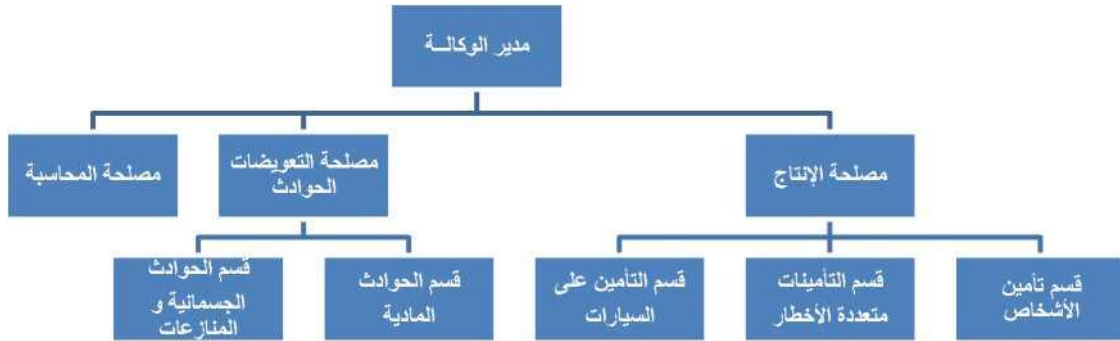 مدير الوكالــة
مصلحة الإنتاج
مصلحة التعويضات
الحوادث
مصلحة المحاسبة
قسم تأمين
الأشخاص
قسم التأمينات
متعددة الأخطار
قسم التأمين على
السيارات
قسم الحوادث
المادية
قسم الحوادث
الجسمانية و
المنازعات